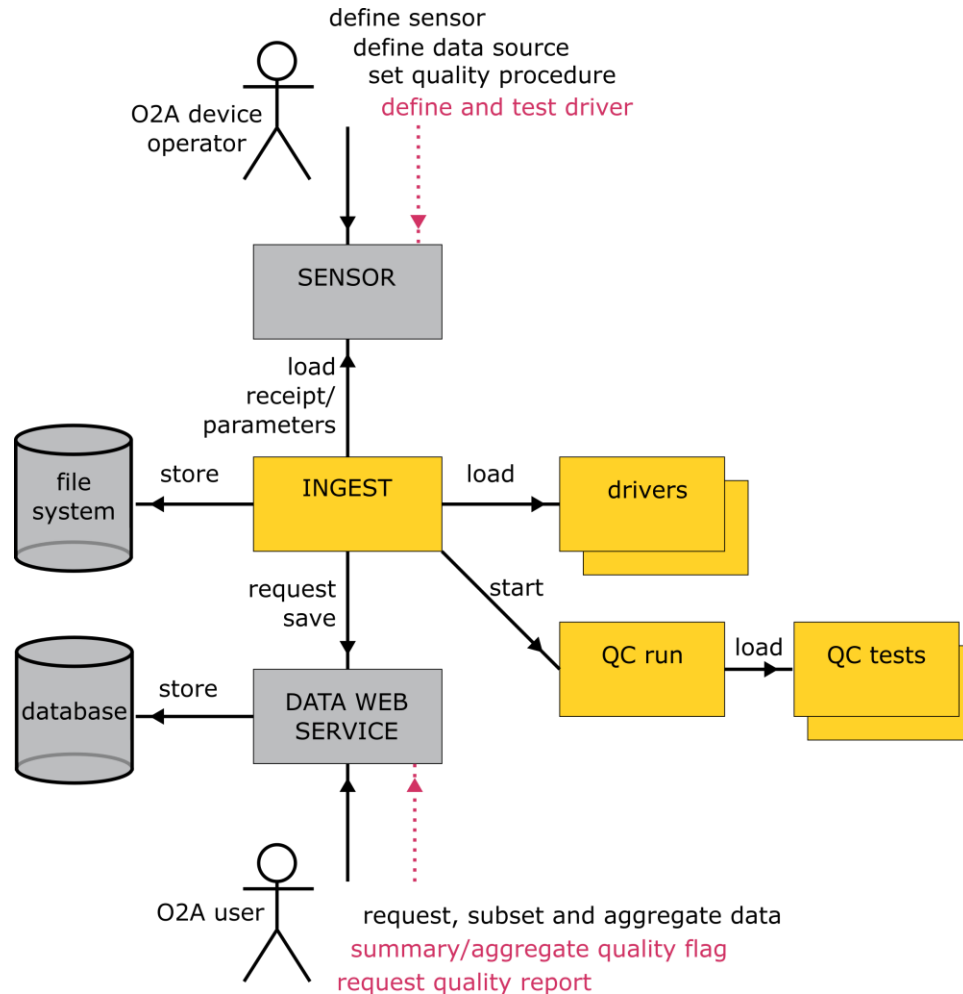 define sensor
define data source
set quality procedure
define and test driver
O2A device
operator
SENSOR
load
receipt/
parameters
file
system
store
INGEST
load
drivers
request
save
start
QC run
load
QC tests
database
store
DATA WEB
SERVICE
O2A user
request, subset and aggregate data
summary/aggregate quality flag
request quality report